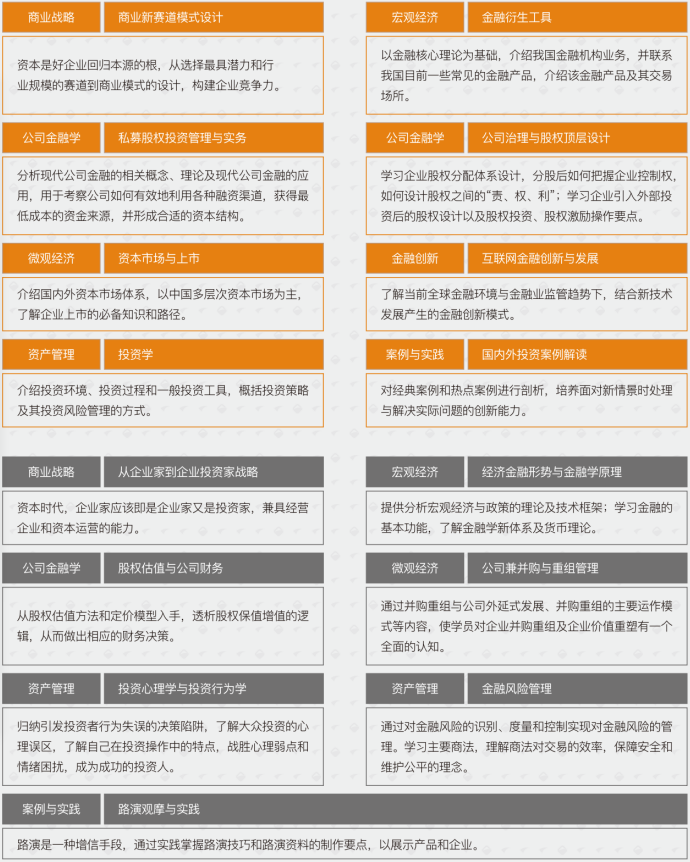 商业战略 商业新赛道模式设计
资本是好企业回归本源的根，从选择最具潜力和行
业规模的赛道到商业模式的设计，构建企业竞争力。
宏观经济 金融衍生工具
以金融核心理论为基础，介绍我国金融机构业务，并联系
我国目前一些常见的金融产品，介绍该金融产品及其交易
场所。
公司金融学 私募股权投资管理与实务
分析现代公司金融的相关概念、理论及现代公司金融的应
用，用于考察公司如何有效地利用各种融资渠道，获得最
低成本的资金来源，并形成合适的资本结构。
公司金融学 公司治理与股权顶层设计
学习企业股权分配体系设计，分股后如何把握企业控制权，
如何设计股权之间的“责、权、利”；学习企业引入外部投
资后的股权设计以及股权投资、股权激励操作要点。
微观经济 资本市场与上市
介绍国内外资本市场体系，以中国多层次资本市场为主，
了解企业上市的必备知识和路径。
金融创新 互联网金融创新与发展
了解当前全球金融环境与金融业监管趋势下，结合新技术
发展产生的金融创新模式。
资产管理 投资学
介绍投资环境、投资过程和一般投资工具，概括投资策略
及其投资风险管理的方式。
案例与实践 国内外投资案例解读
对经典案例和热点案例进行剖析，培养面对新情景时处理
与解决实际问题的创新能力。
商业战略 从企业家到企业投资家战略
资本时代，企业家应该即是企业家又是投资家，兼具经营
企业和资本运营的能力。
宏观经济 经济金融形势与金融学原理
提供分析宏观经济与政策的理论及技术框架；学习金融的
基本功能，了解金融学新体系及货币理论。
公司金融学 股权估值与公司财务
从股权估值方法和定价模型入手，透析股权保值增值的逻
辑，从而做出相应的财务决策。
微观经济 公司兼并购与重组管理
通过并购重组与公司外延式发展、并购重组的主要运作模
式等内容，使学员对企业并购重组及企业价值重塑有一个
全面的认知。
资产管理 投资心理学与投资行为学
归纳引发投资者行为失误的决策陷阱，了解大众投资的心
理误区，了解自己在投资操作中的特点，战胜心理弱点和
情绪困扰，成为成功的投资人。
资产管理 金融风险管理
通过对金融风险的识别、度量和控制实现对金融风险的管
理。学习主要商法，理解商法对交易的效率，保障安全和
维护公平的理念。
案例与实践 路演观摩与实践
路演是一种增信手段，通过实践掌握路演技巧和路演资料的制作要点，以展示产品和企业。